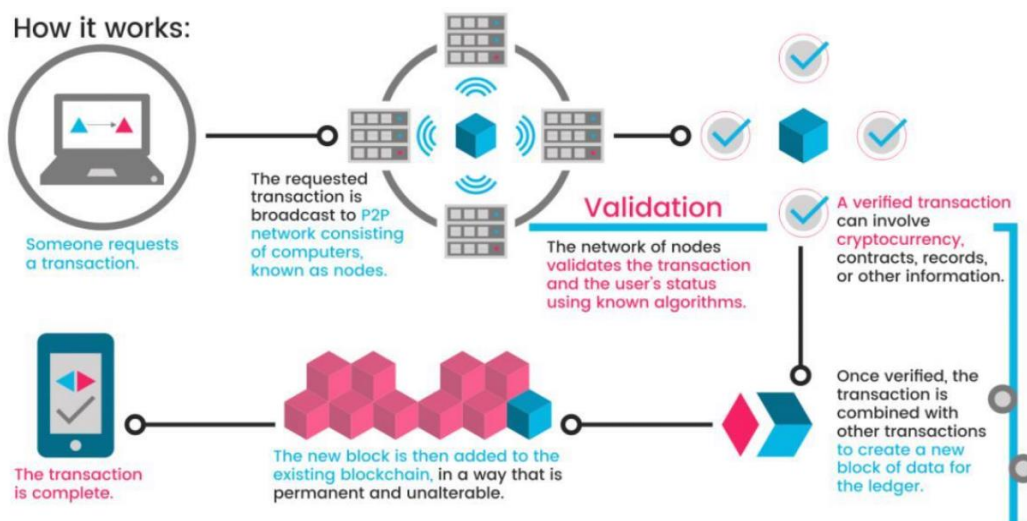 How it works:
Someone requests
a transaction.
The requested
transaction is
broadcast to P2P
network consisting
of computers,
known as nodes.
Validation
The network of nodes
validates the transaction
and the user's status
using known algorithms.
A verified transaction
can involve
cryptocurrency,
contracts, records,
or other information.
Once verified, the
transaction is
combined with
other transactions
to create a new
block of data for
the ledger.
The new block is then added to the
existing blockchain, in a way that is
permanent and unalterable.
The transaction
is complete.